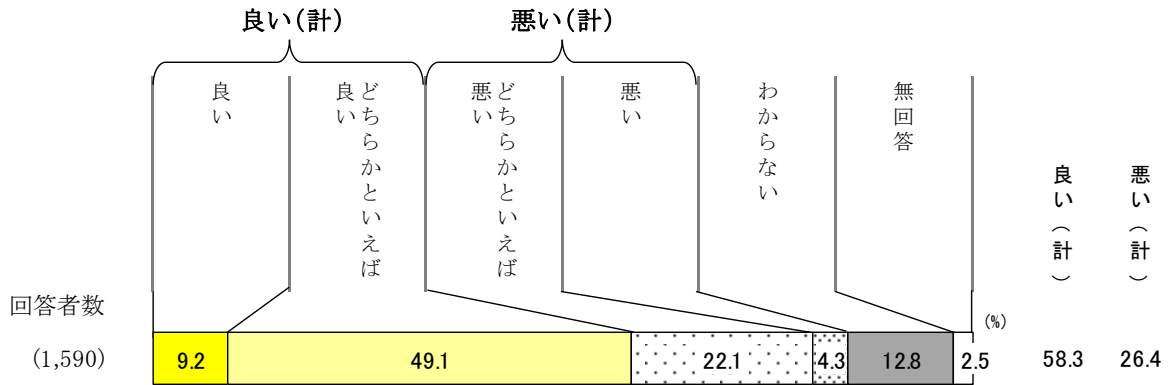 良い（計） 悪い（計）
良い
どちらかといえば
良い
どちらかといえば
悪い
悪い
わからない
無回答
良い（計）
悪い（計）
回答者数
(%)
(1,590) 9.2 49.1 22.1 4.3 12.8 2.5 58.3 26.4